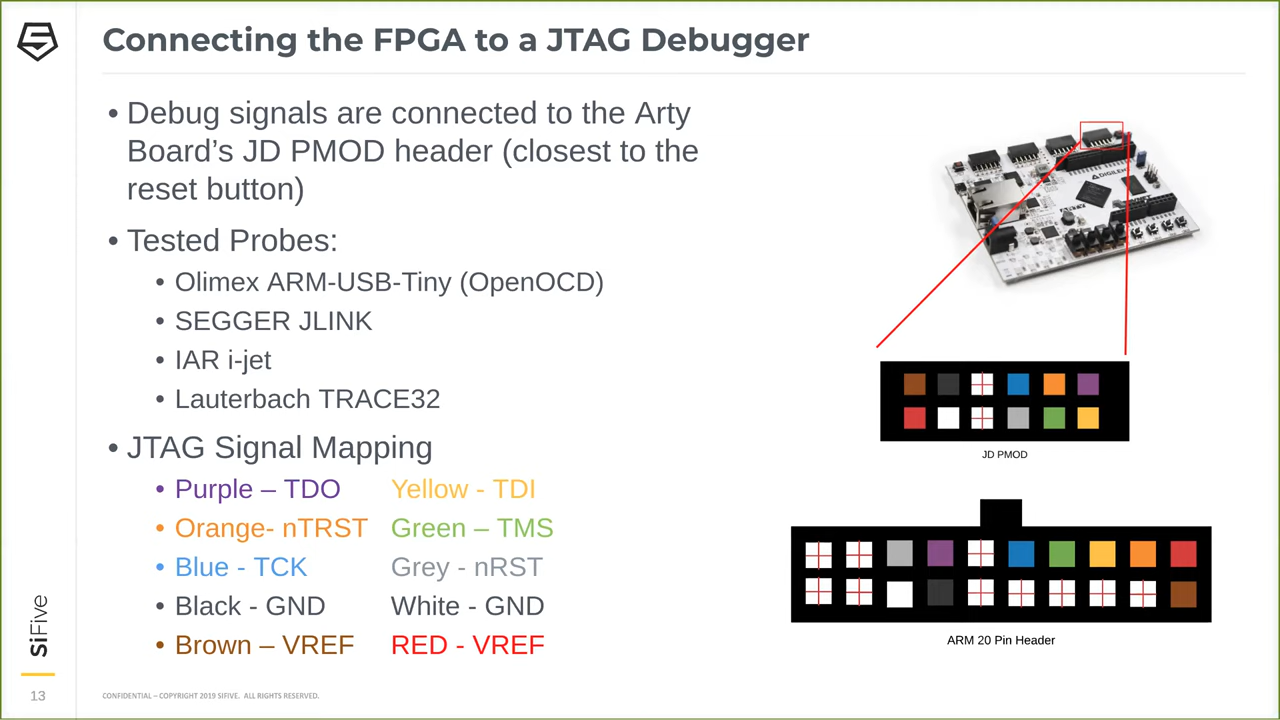 Connecting the FPGA to a JTAG Debugger
• Debug signals are connected to the Arty
Board’s JD PMOD header (closest to the
reset button)
• Tested Probes:
• Olimex ARM-USB-Tiny (OpenOCD)
• SEGGER JLINK
• IAR i-jet
• Lauterbach TRACE32
• JTAG Signal Mapping
• Purple – TDO Yellow - TDI
• Orange- nTRST Green – TMS
• Blue - TCK Grey - nRST
• Black - GND White - GND
• Brown – VREF RED - VREF
DIGILENT
ARTY
JD PMOD
ARM 20 Pin Header
SiFive
13
CONFIDENTIAL – COPYRIGHT 2019 SIFIVE. ALL RIGHTS RESERVED.